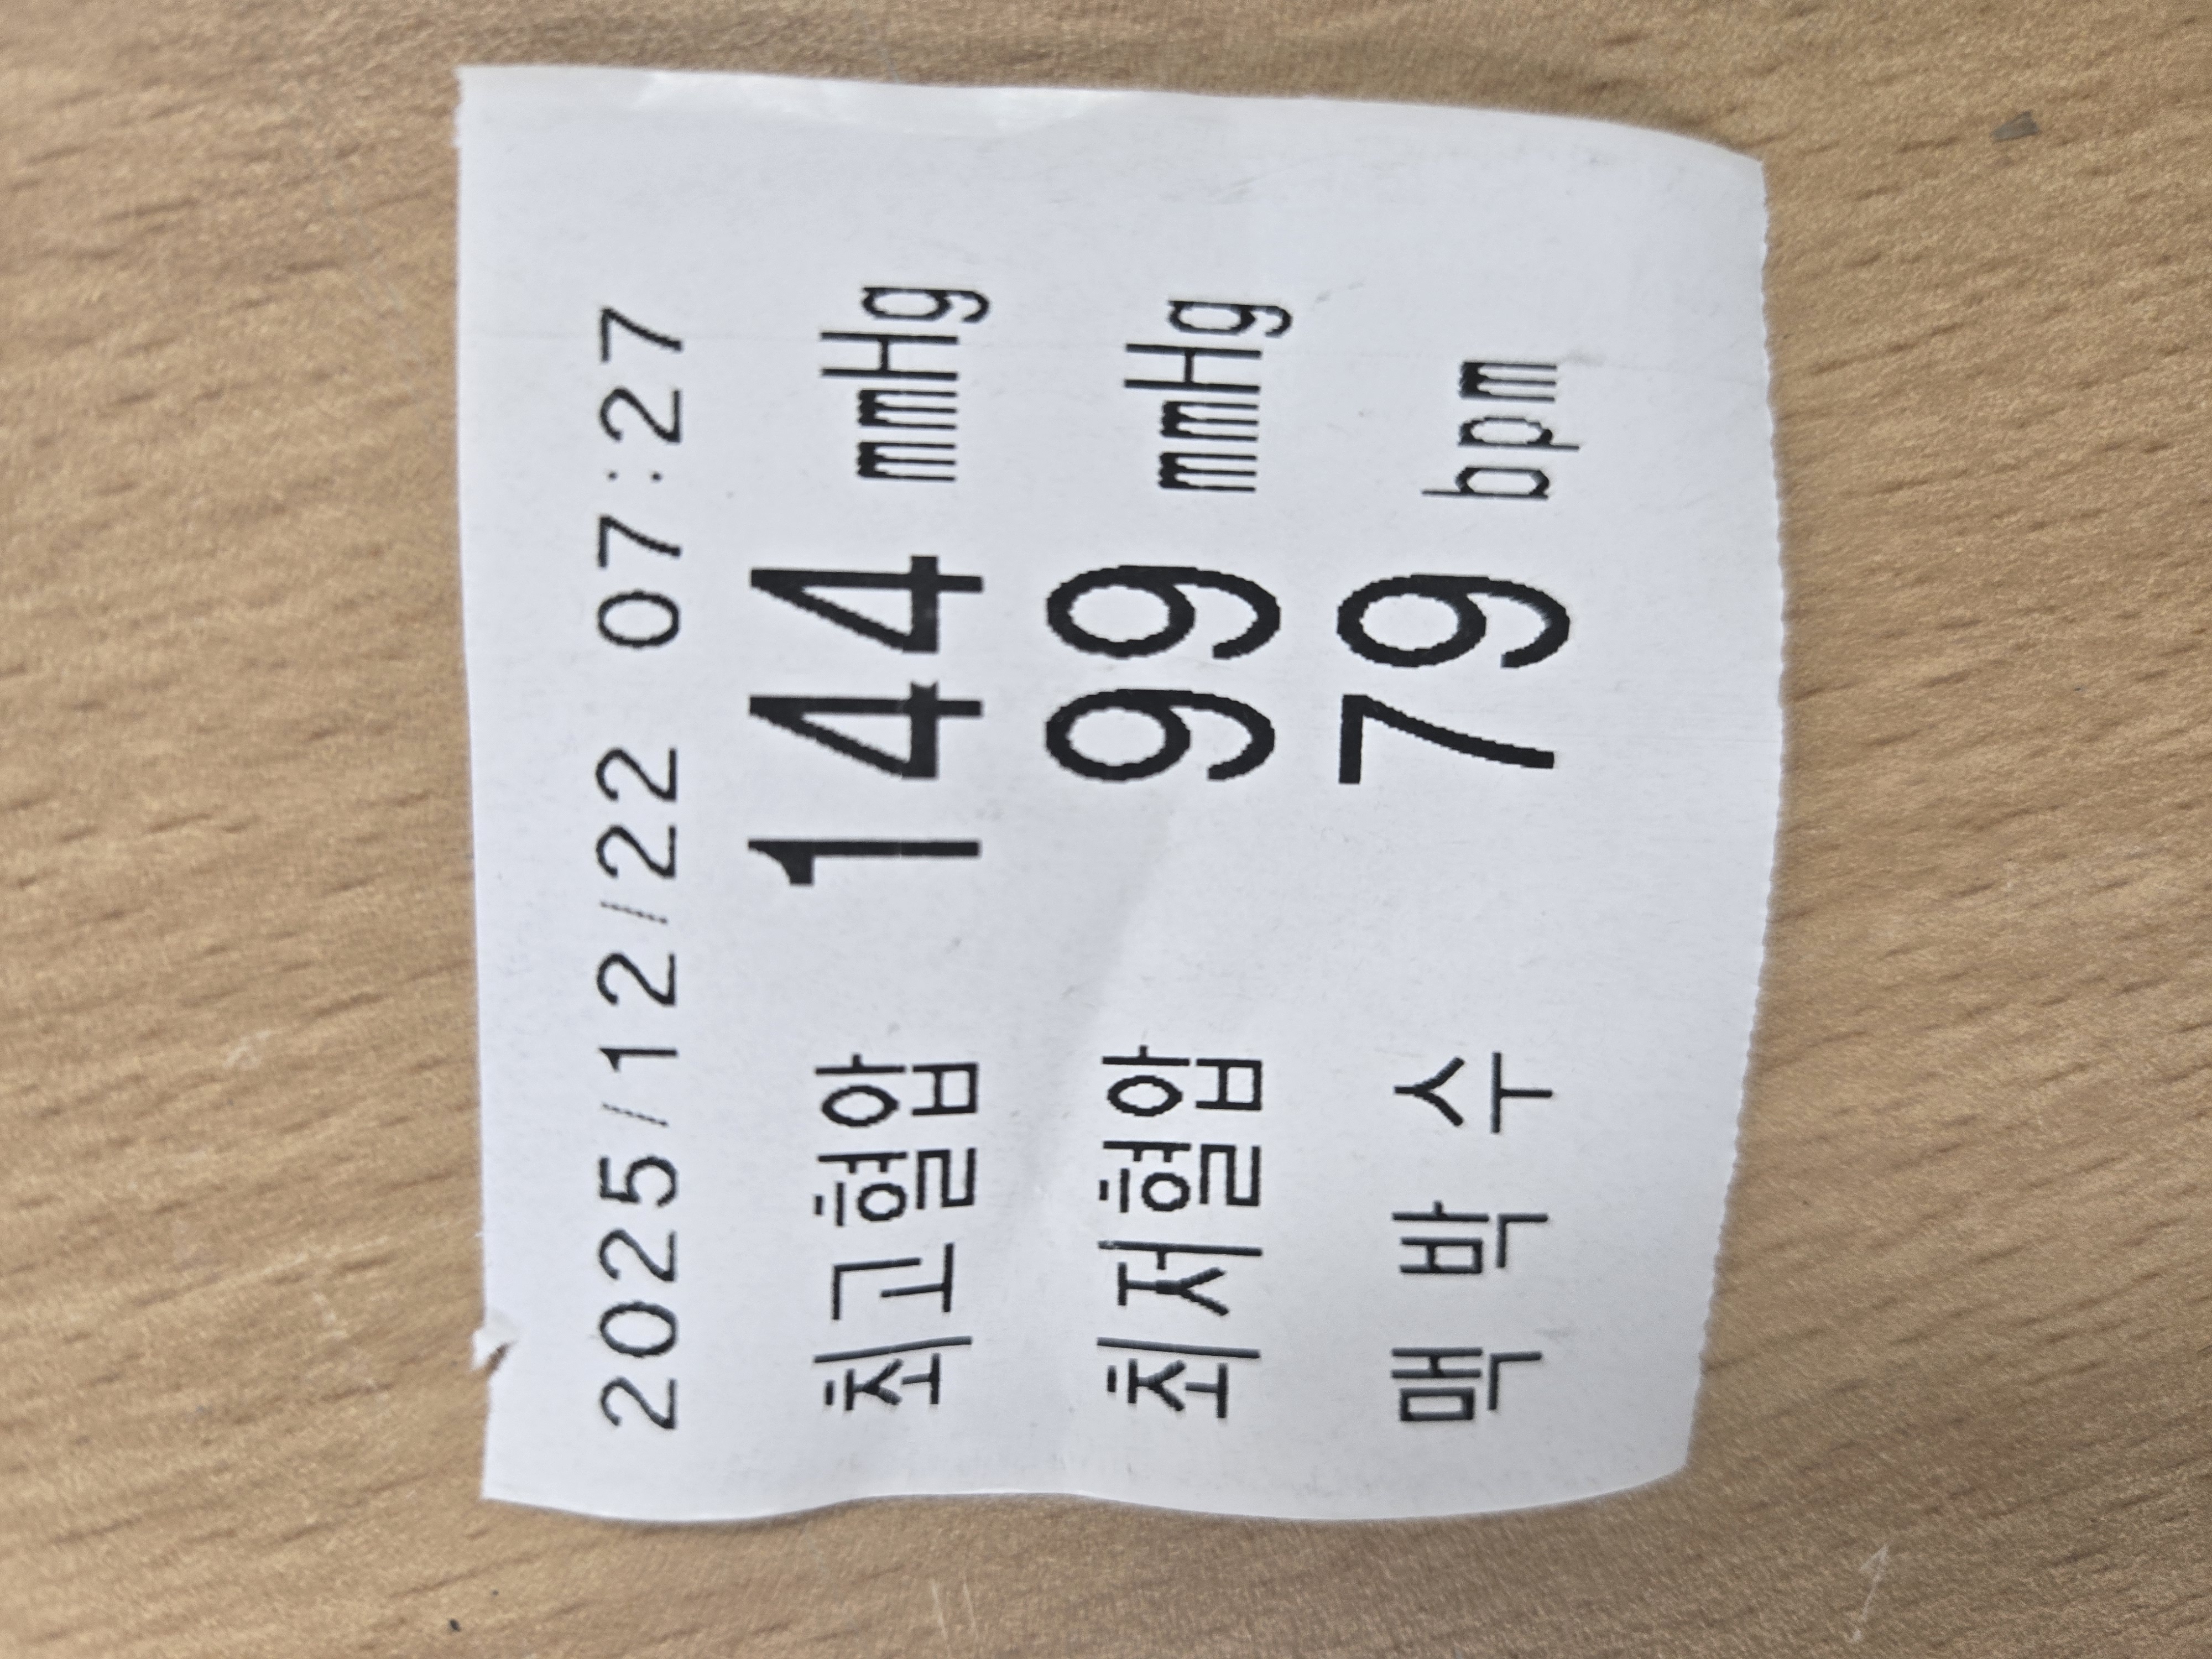 2025/12/22 07:27
최고혈압 144 mmHg
최저혈압 99 mmHg
맥 박 수 79 bpm